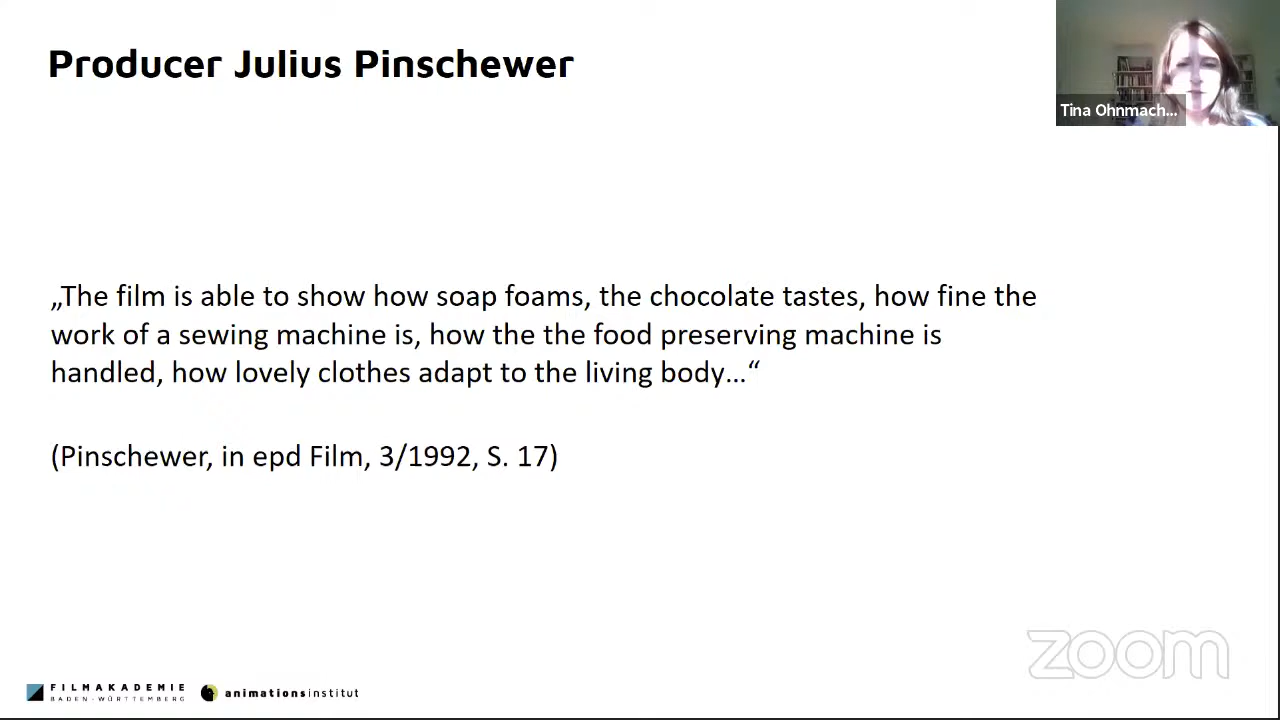 Producer Julius Pinschewer
Tina Ohnmach...
„The film is able to show how soap foams, the chocolate tastes, how fine the
work of a sewing machine is, how the the food preserving machine is
handled, how lovely clothes adapt to the living body…“
(Pinschewer, in epd Film, 3/1992, S. 17)
zoom
FILMAKADEMIE
BADEN-WÜRTTEMBERG
animationsinstitut